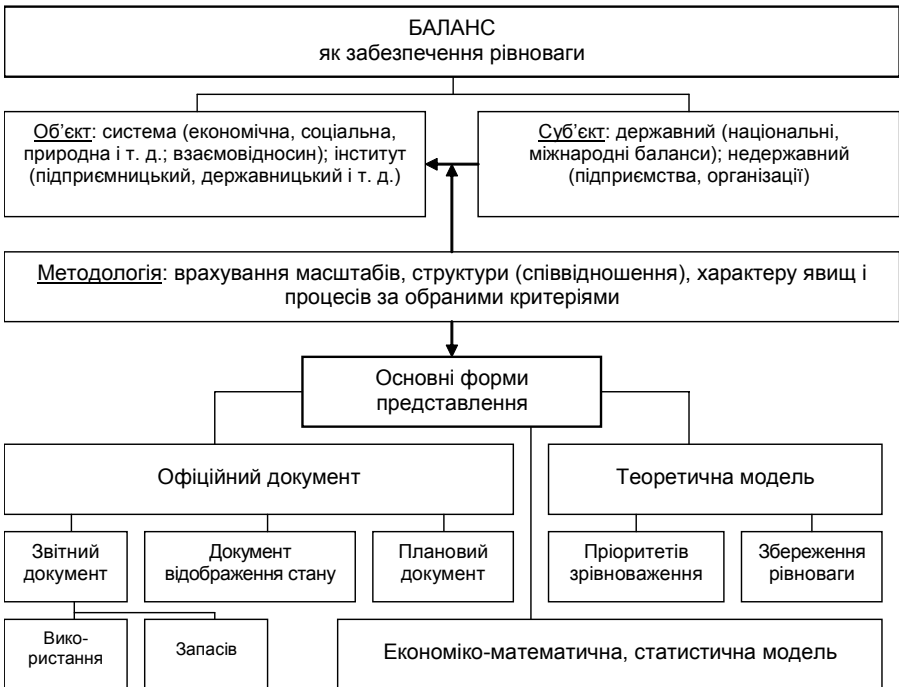 БАЛАНС
як забезпечення рівноваги
Об’єкт: система (економічна, соціальна,
природна і т. д.; взаємовідносин); інститут
(підприємницький, державницький і т. д.)
Суб’єкт: державний (національні,
міжнародні баланси); недержавний
(підприємства, організації)
Методологія: врахування масштабів, структури (співвідношення), характеру явищ і
процесів за обраними критеріями
Основні форми
представлення
Офіційний документ
Теоретична модель
Звітний
документ
Документ
відображення стану
Плановий
документ
Пріоритетів
зрівноваження
Збереження
рівноваги
Вико-
ристання
Запасів
Економіко-математична, статистична модель